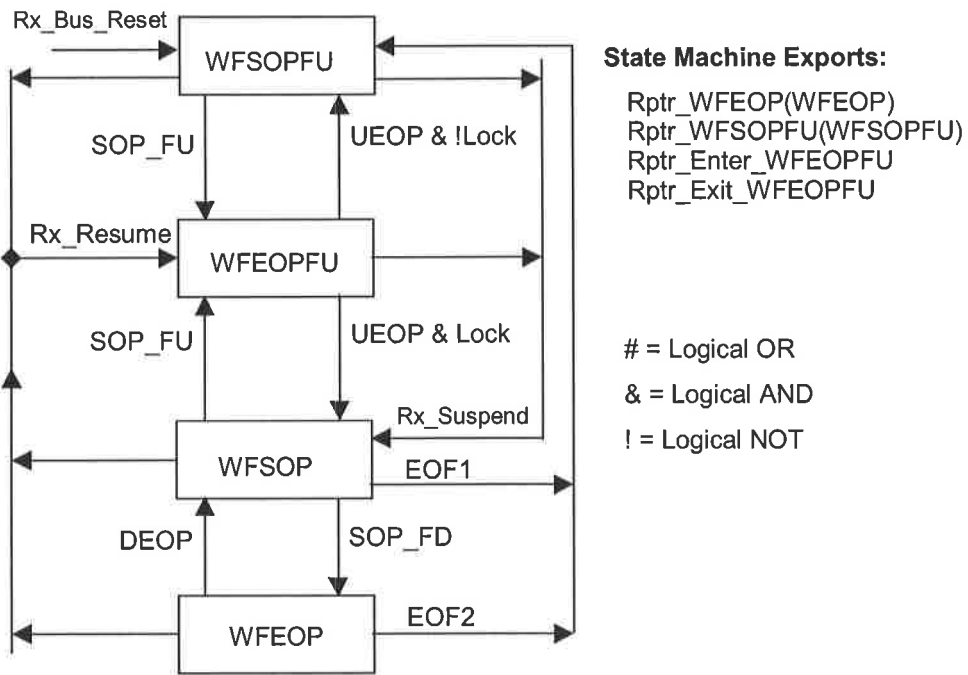 Rx_Bus_Reset
WFSOPFU
SOP_FU
UEOP & !Lock
Rx_Resume
WFEOPFU
SOP_FU
UEOP & Lock
Rx_Suspend
WFSOP
EOF1
DEOP
SOP_FD
WFEOP
EOF2
State Machine Exports:
Rptr_WFEOP(WFEOP)
Rptr_WFSOPFU(WFSOPFU)
Rptr_Enter_WFEOPFU
Rptr_Exit_WFEOPFU
# = Logical OR
& = Logical AND
! = Logical NOT